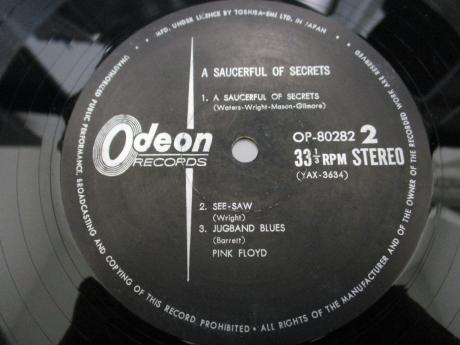 MFD. UNDER LICENCE BY TOSHIBA-EMI LTD. IN JAPAN • ALL RIGHTS OF THE MANUFACTURER AND OF THE OWNER OF THE RECORDED WORK ARE RESERVED
UNAUTHORIZED PUBLIC PERFORMANCE, BROADCASTING AND COPYING OF THIS RECORD PROHIBITED •
A SAUCERFUL OF SECRETS
1. A SAUCERFUL OF SECRETS
(Waters-Wright-Mason-Gilmore)
Odeon
RECORDS
OP-80282 2
33 1/3 RPM STEREO
(YAX-3634)
2. SEE-SAW
(Wright)
3. JUGBAND BLUES
(Barrett)
PINK FLOYD